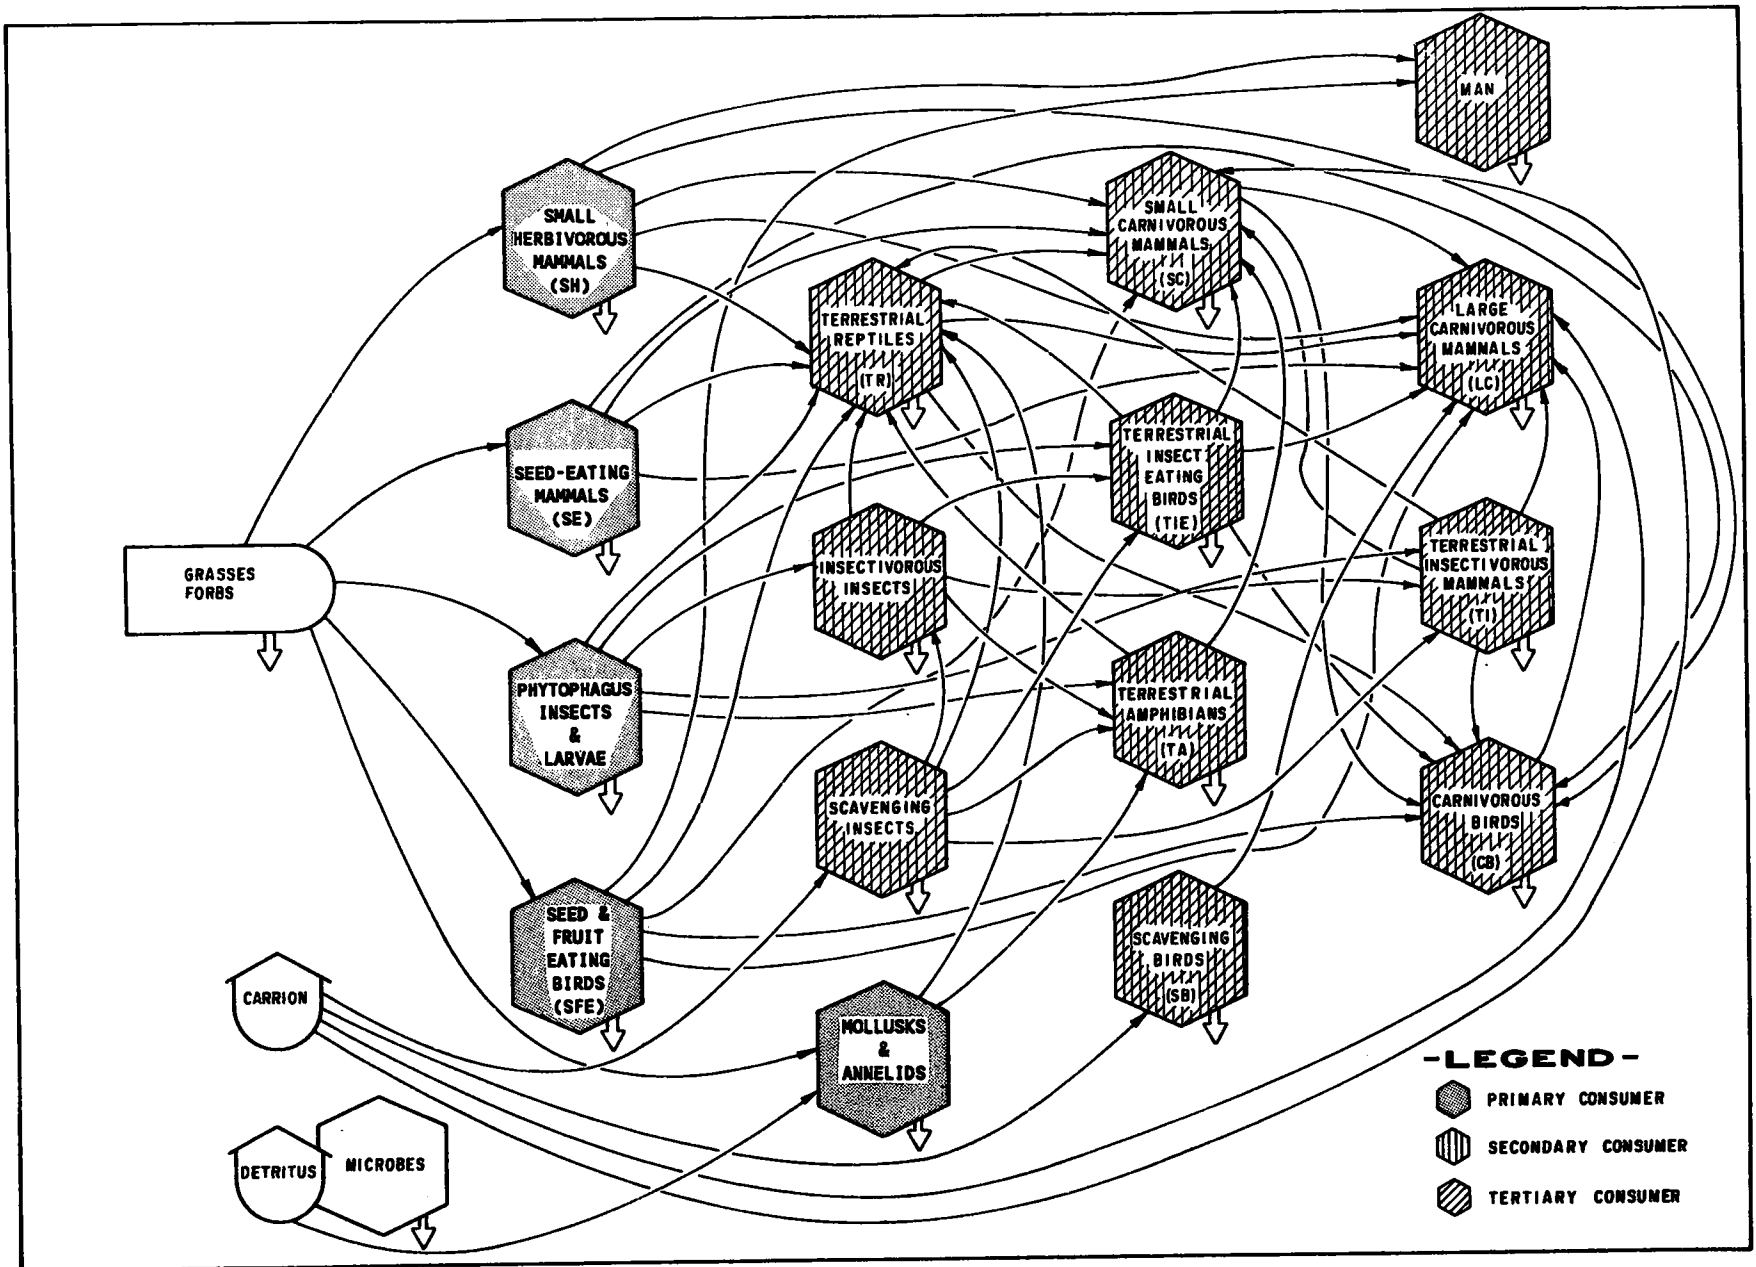 MAN
SMALL
HERBIVOROUS
MAMMALS
(SH)
SMALL
CARNIVOROUS
MAMMALS
(SC)
TERRESTRIAL
REPTILES
(TR)
LARGE
CARNIVOROUS
MAMMALS
(LC)
SEED-EATING
MAMMALS
(SE)
TERRESTRIAL
INSECT
EATING
BIRDS
(TIE)
GRASSES
FORBS
INSECTIVOROUS
INSECTS
TERRESTRIAL
INSECTIVOROUS
MAMMALS
(TI)
PHYTOPHAGUS
INSECTS
&
LARVAE
TERRESTRIAL
AMPHIBIANS
(TA)
SCAVENGING
INSECTS
CARNIVOROUS
BIRDS
(CB)
SEED &
FRUIT
EATING
BIRDS
(SFE)
SCAVENGING
BIRDS
(SB)
CARRION
MOLLUSKS
&
ANNELIDS
DETRITUS
MICROBES
-LEGEND-
PRIMARY CONSUMER
SECONDARY CONSUMER
TERTIARY CONSUMER